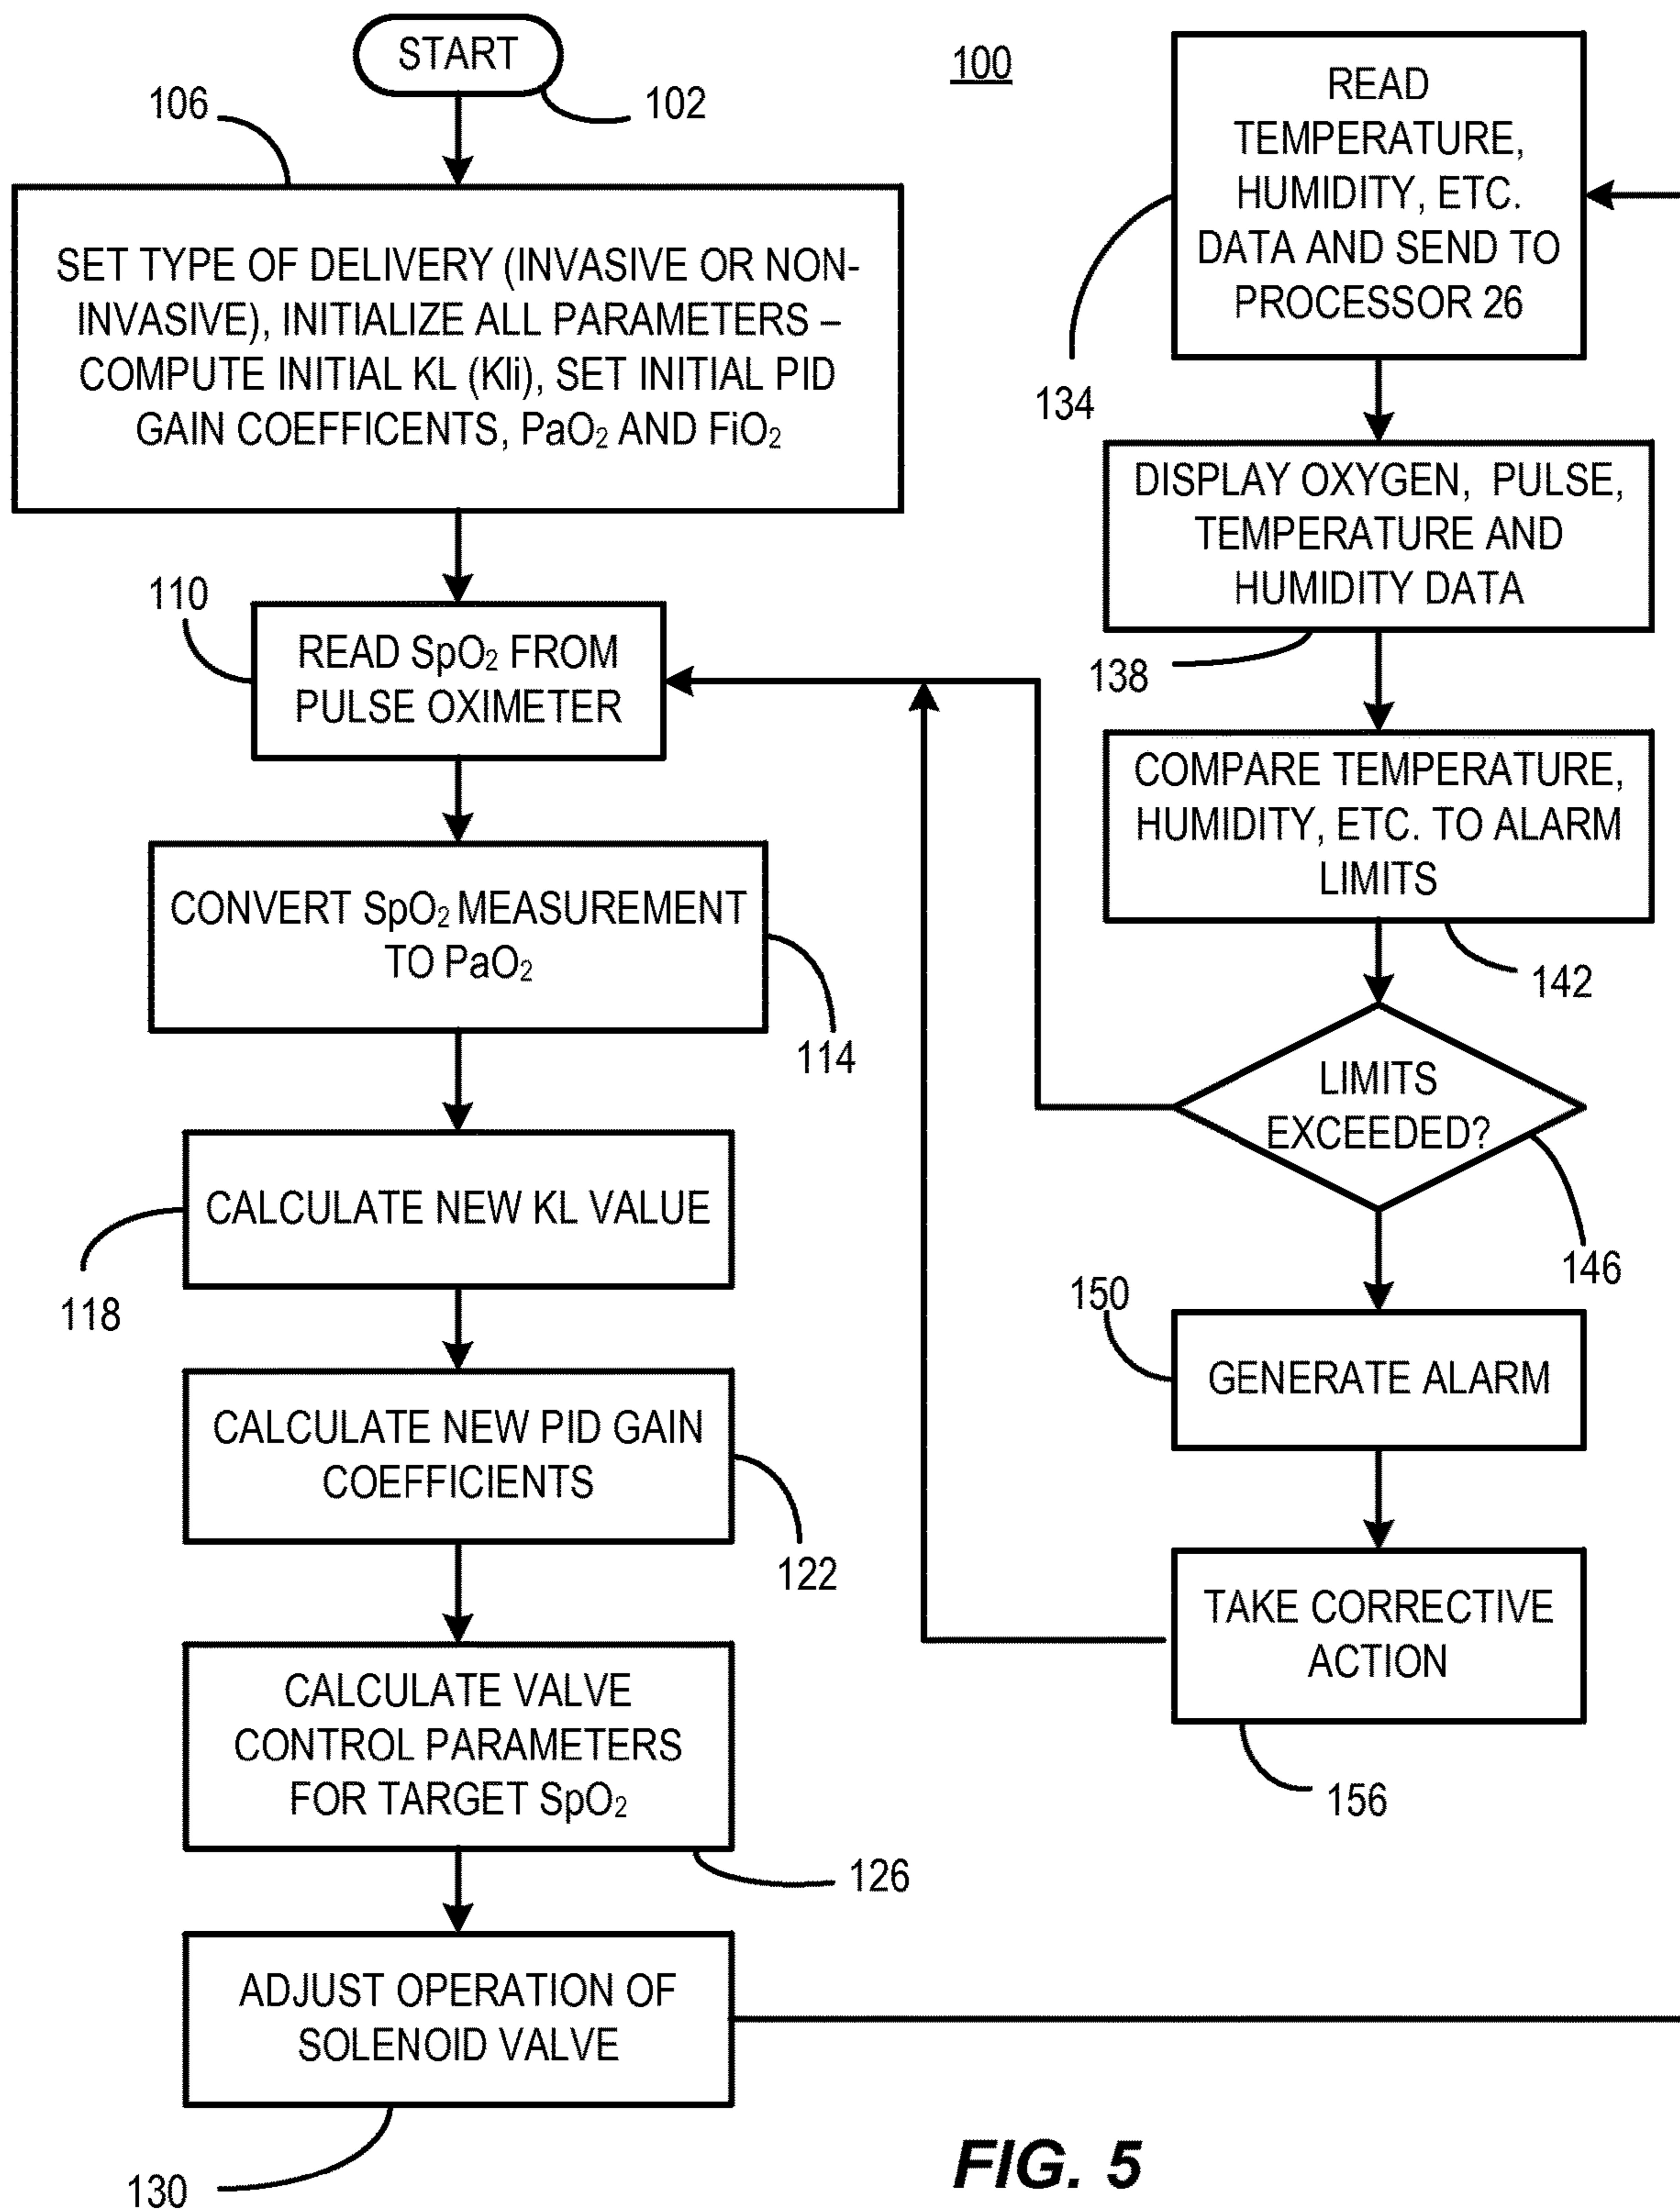 START
102
106
SET TYPE OF DELIVERY (INVASIVE OR NON-
INVASIVE), INITIALIZE ALL PARAMETERS –
COMPUTE INITIAL KL (Kli), SET INITIAL PID
GAIN COEFFICENTS, PaO₂ AND FiO₂
110
READ SpO₂ FROM
PULSE OXIMETER
CONVERT SpO₂ MEASUREMENT
TO PaO₂
114
CALCULATE NEW KL VALUE
118
CALCULATE NEW PID GAIN
COEFFICIENTS
122
CALCULATE VALVE
CONTROL PARAMETERS
FOR TARGET SpO₂
126
ADJUST OPERATION OF
SOLENOID VALVE
130
100
READ
TEMPERATURE,
HUMIDITY, ETC.
DATA AND SEND TO
PROCESSOR 26
134
DISPLAY OXYGEN, PULSE,
TEMPERATURE AND
HUMIDITY DATA
138
COMPARE TEMPERATURE,
HUMIDITY, ETC. TO ALARM
LIMITS
142
LIMITS
EXCEEDED?
146
150
GENERATE ALARM
TAKE CORRECTIVE
ACTION
156
FIG. 5